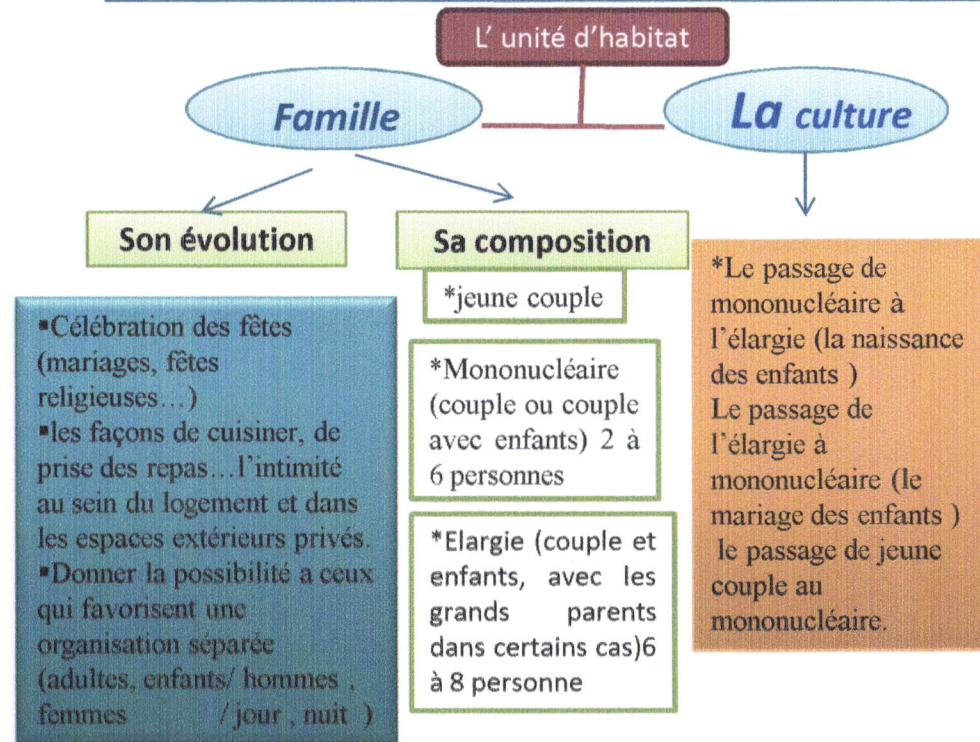 L' unité d'habitat
Famille
La culture
Son évolution
▪Célébration des fêtes
(mariages, fêtes
religieuses…)
▪les façons de cuisiner, de
prise des repas…l'intimité
au sein du logement et dans
les espaces extérieurs privés.
▪Donner la possibilité a ceux
qui favorisent une
organisation séparée
(adultes, enfants/ hommes ,
femmes / jour , nuit )
Sa composition
*jeune couple
*Mononucléaire
(couple ou couple
avec enfants) 2 à
6 personnes
*Elargie (couple et
enfants, avec les
grands parents
dans certains cas)6
à 8 personne
*Le passage de
mononucléaire à
l'élargie (la naissance
des enfants )
Le passage de
l'élargie à
mononucléaire (le
mariage des enfants )
le passage de jeune
couple au
mononucléaire.